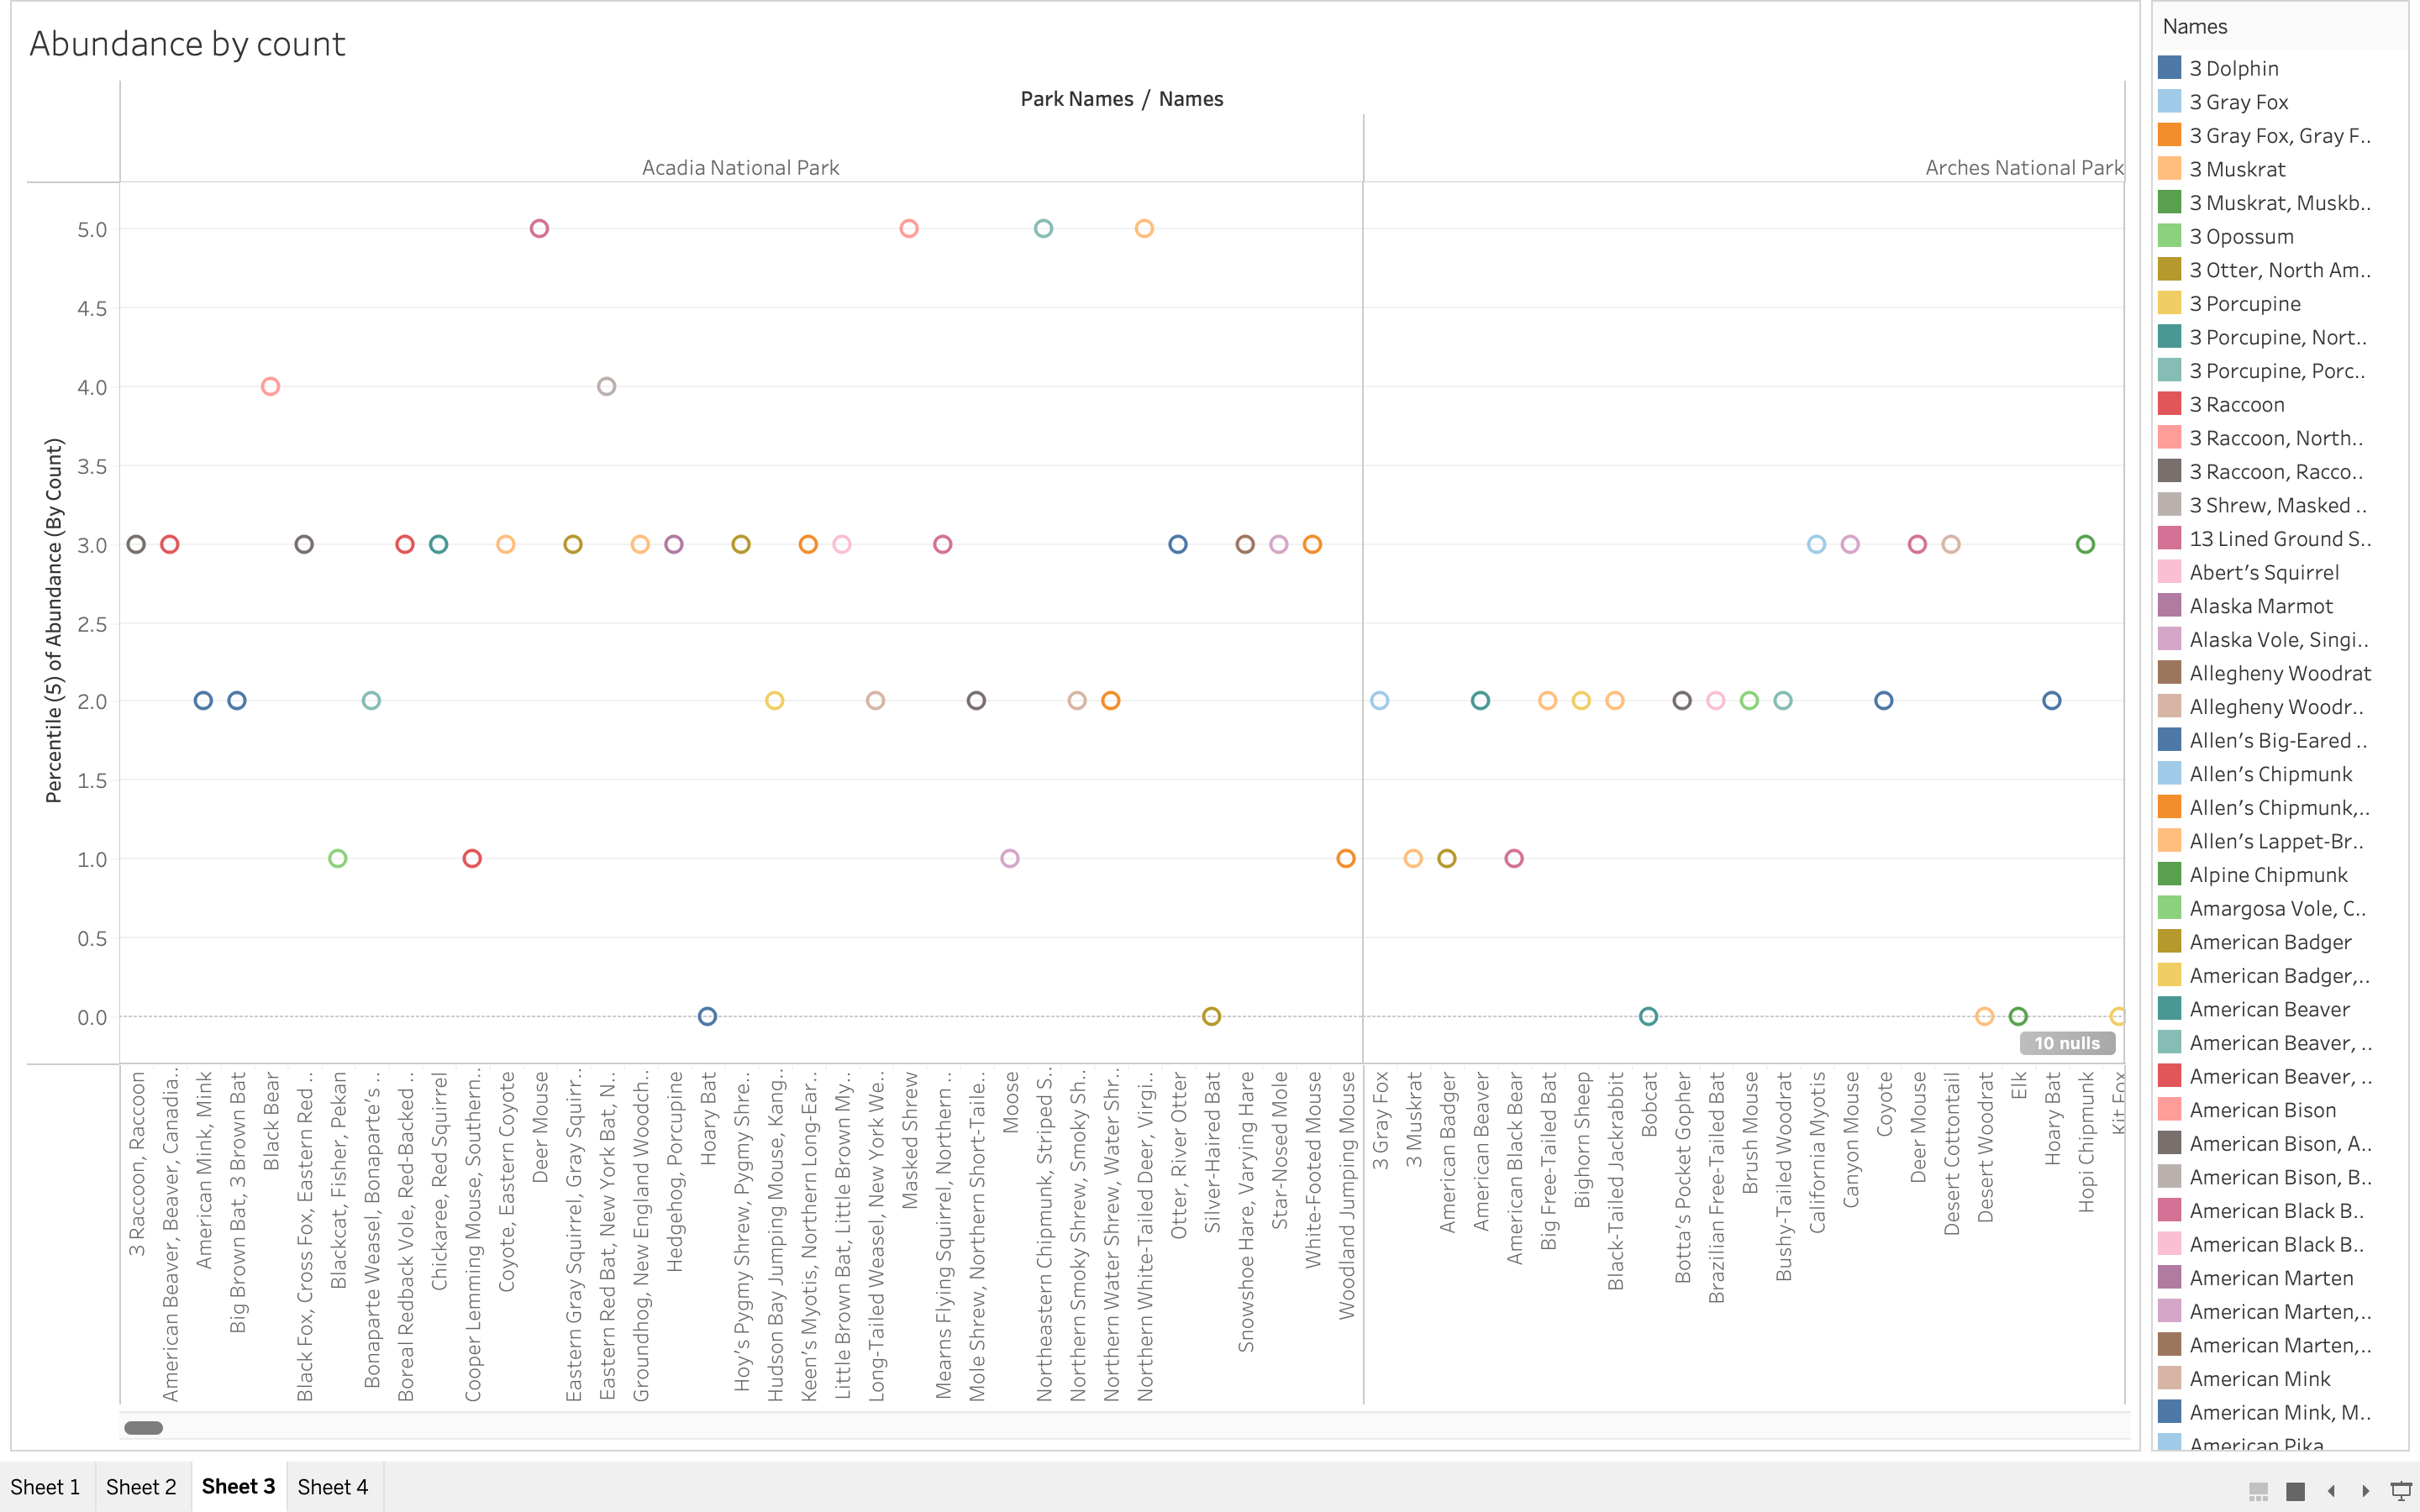 Abundance by count
Park Names / Names
Acadia National Park
Arches National Park
Percentile (5) of Abundance (By Count)
5.0
4.5
4.0
3.5
3.0
2.5
2.0
1.5
1.0
0.5
0.0
10 nulls
3 Raccoon, Raccoon
American Beaver, Beaver, Canadia..
American Mink, Mink
Big Brown Bat, 3 Brown Bat
Black Bear
Black Fox, Cross Fox, Eastern Red ..
Blackcat, Fisher, Pekan
Bonaparte Weasel, Bonaparte's ..
Boreal Redback Vole, Red-Backed ..
Chickaree, Red Squirrel
Cooper Lemming Mouse, Southern..
Coyote, Eastern Coyote
Deer Mouse
Eastern Gray Squirrel, Gray Squirr..
Eastern Red Bat, New York Bat, N..
Groundhog, New England Woodch..
Hedgehog, Porcupine
Hoary Bat
Hoy's Pygmy Shrew, Pygmy Shre..
Hudson Bay Jumping Mouse, Kang..
Keen's Myotis, Northern Long-Ear..
Little Brown Bat, Little Brown My..
Long-Tailed Weasel, New York We..
Masked Shrew
Mearns Flying Squirrel, Northern ..
Mole Shrew, Northern Short-Taile..
Moose
Northeastern Chipmunk, Striped S..
Northern Smoky Shrew, Smoky Sh..
Northern Water Shrew, Water Shr..
Northern White-Tailed Deer, Virgi..
Otter, River Otter
Silver-Haired Bat
Snowshoe Hare, Varying Hare
Star-Nosed Mole
White-Footed Mouse
Woodland Jumping Mouse
3 Gray Fox
3 Muskrat
American Badger
American Beaver
American Black Bear
Big Free-Tailed Bat
Bighorn Sheep
Black-Tailed Jackrabbit
Bobcat
Botta's Pocket Gopher
Brazilian Free-Tailed Bat
Brush Mouse
Bushy-Tailed Woodrat
California Myotis
Canyon Mouse
Coyote
Deer Mouse
Desert Cottontail
Desert Woodrat
Elk
Hoary Bat
Hopi Chipmunk
Kit Fox
Names
3 Dolphin
3 Gray Fox
3 Gray Fox, Gray F..
3 Muskrat
3 Muskrat, Muskb..
3 Opossum
3 Otter, North Am..
3 Porcupine
3 Porcupine, Nort..
3 Porcupine, Porc..
3 Raccoon
3 Raccoon, North..
3 Raccoon, Racco..
3 Shrew, Masked ..
13 Lined Ground S..
Abert's Squirrel
Alaska Marmot
Alaska Vole, Singi..
Allegheny Woodrat
Allegheny Woodr..
Allen's Big-Eared ..
Allen's Chipmunk
Allen's Chipmunk,..
Allen's Lappet-Br..
Alpine Chipmunk
Amargosa Vole, C..
American Badger
American Badger,..
American Beaver
American Beaver, ..
American Beaver, ..
American Bison
American Bison, A..
American Bison, B..
American Black B..
American Black B..
American Marten
American Marten,..
American Marten,..
American Mink
American Mink, M..
American Pika
Sheet 1
Sheet 2
Sheet 3
Sheet 4